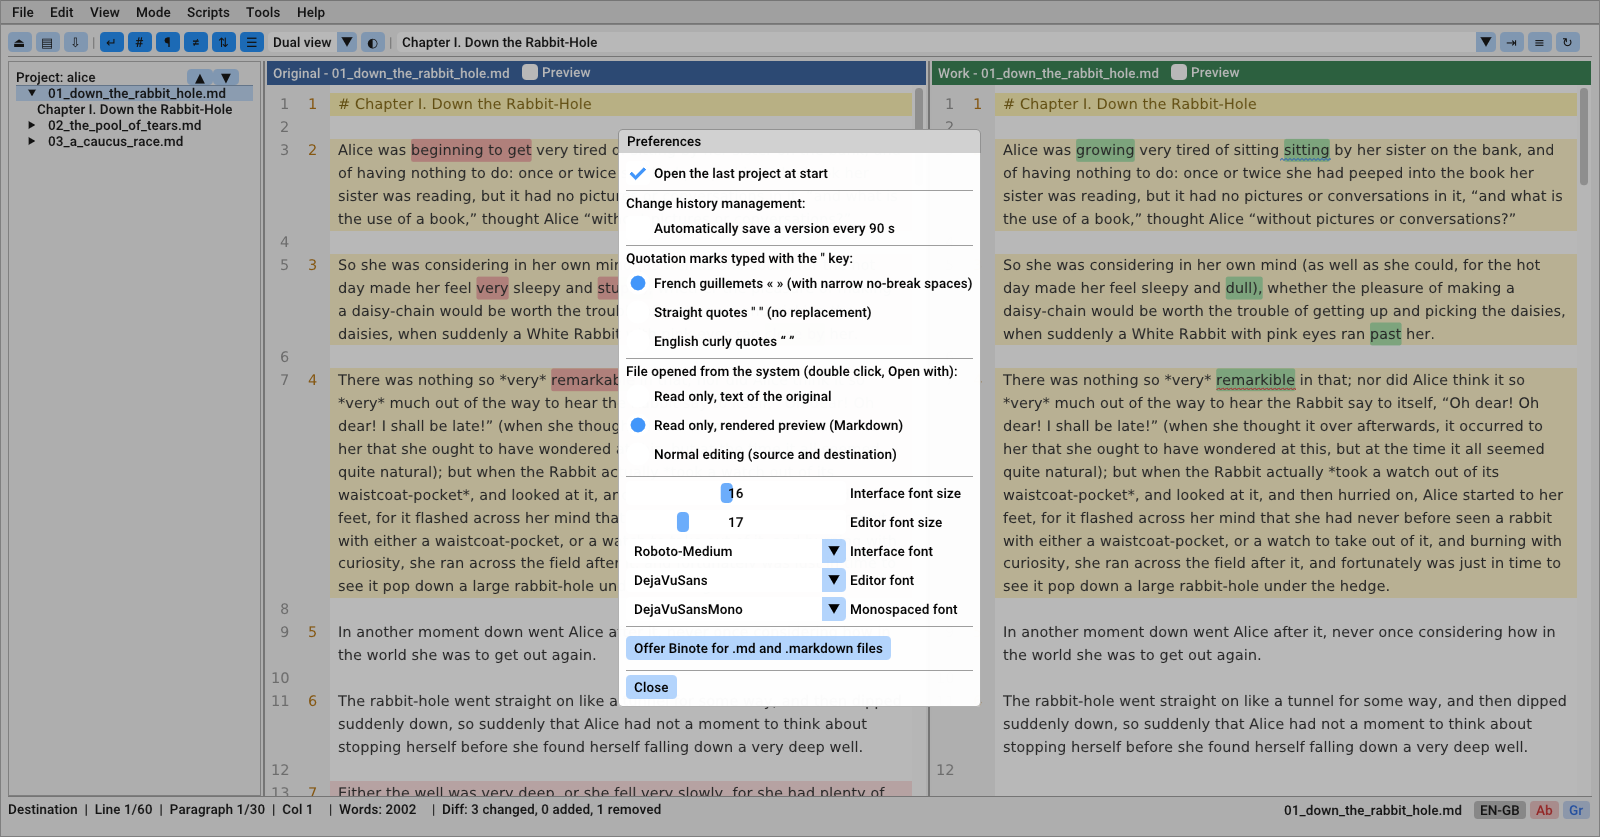 File Edit View Mode Scripts Tools Help
Dual view Chapter I. Down the Rabbit-Hole
Project: alice
01_down_the_rabbit_hole.md
Chapter I. Down the Rabbit-Hole
02_the_pool_of_tears.md
03_a_caucus_race.md
Original - 01_down_the_rabbit_hole.md Preview
1 1 # Chapter I. Down the Rabbit-Hole
2
3 2 Alice was beginning to get very tired
of having nothing to do: once or twice
sister was reading, but it had no pictu
the use of a book,” thought Alice “with
4
5 3 So she was considering in her own min
day made her feel very sleepy and stu
a daisy-chain would be worth the trou
daisies, when suddenly a White Rabbit
6
7 4 There was nothing so *very* remarkab
*very* much out of the way to hear th
dear! I shall be late!” (when she thoug
her that she ought to have wondered
quite natural); but when the Rabbit ac
waistcoat-pocket*, and looked at it, ar
feet, for it flashed across her mind tha
with either a waistcoat-pocket, or a wa
curiosity, she ran across the field after
see it pop down a large rabbit-hole un
8
9 5 In another moment down went Alice a
the world she was to get out again.
10
11 6 The rabbit-hole went straight on like a
suddenly down, so suddenly that Alice had not a moment to think about
stopping herself before she found herself falling down a very deep well.
12
13 7 Either the well was very deep, or she fell very slowly, for she had plenty of
Preferences
Open the last project at start
Change history management:
Automatically save a version every 90 s
Quotation marks typed with the " key:
French guillemets « » (with narrow no-break spaces)
Straight quotes " " (no replacement)
English curly quotes “ ”
File opened from the system (double click, Open with):
Read only, text of the original
Read only, rendered preview (Markdown)
Normal editing (source and destination)
16 Interface font size
17 Editor font size
Roboto-Medium Interface font
DejaVuSans Editor font
DejaVuSansMono Monospaced font
Offer Binote for .md and .markdown files
Close
Work - 01_down_the_rabbit_hole.md Preview
1 1 # Chapter I. Down the Rabbit-Hole
2
Alice was growing very tired of sitting sitting by her sister on the bank, and
of having nothing to do: once or twice she had peeped into the book her
sister was reading, but it had no pictures or conversations in it, “and what is
the use of a book,” thought Alice “without pictures or conversations?”
So she was considering in her own mind (as well as she could, for the hot
day made her feel sleepy and dull), whether the pleasure of making a
daisy-chain would be worth the trouble of getting up and picking the daisies,
when suddenly a White Rabbit with pink eyes ran past her.
There was nothing so *very* remarkible in that; nor did Alice think it so
*very* much out of the way to hear the Rabbit say to itself, “Oh dear! Oh
dear! I shall be late!” (when she thought it over afterwards, it occurred to
her that she ought to have wondered at this, but at the time it all seemed
quite natural); but when the Rabbit actually *took a watch out of its
waistcoat-pocket*, and looked at it, and then hurried on, Alice started to her
feet, for it flashed across her mind that she had never before seen a rabbit
with either a waistcoat-pocket, or a watch to take out of it, and burning with
curiosity, she ran across the field after it, and fortunately was just in time to
see it pop down a large rabbit-hole under the hedge.
In another moment down went Alice after it, never once considering how in
the world she was to get out again.
The rabbit-hole went straight on like a tunnel for some way, and then dipped
suddenly down, so suddenly that Alice had not a moment to think about
stopping herself before she found herself falling down a very deep well.
12
Destination | Line 1/60 | Paragraph 1/30 | Col 1 | Words: 2002 | Diff: 3 changed, 0 added, 1 removed 01_down_the_rabbit_hole.md EN-GB Ab Gr